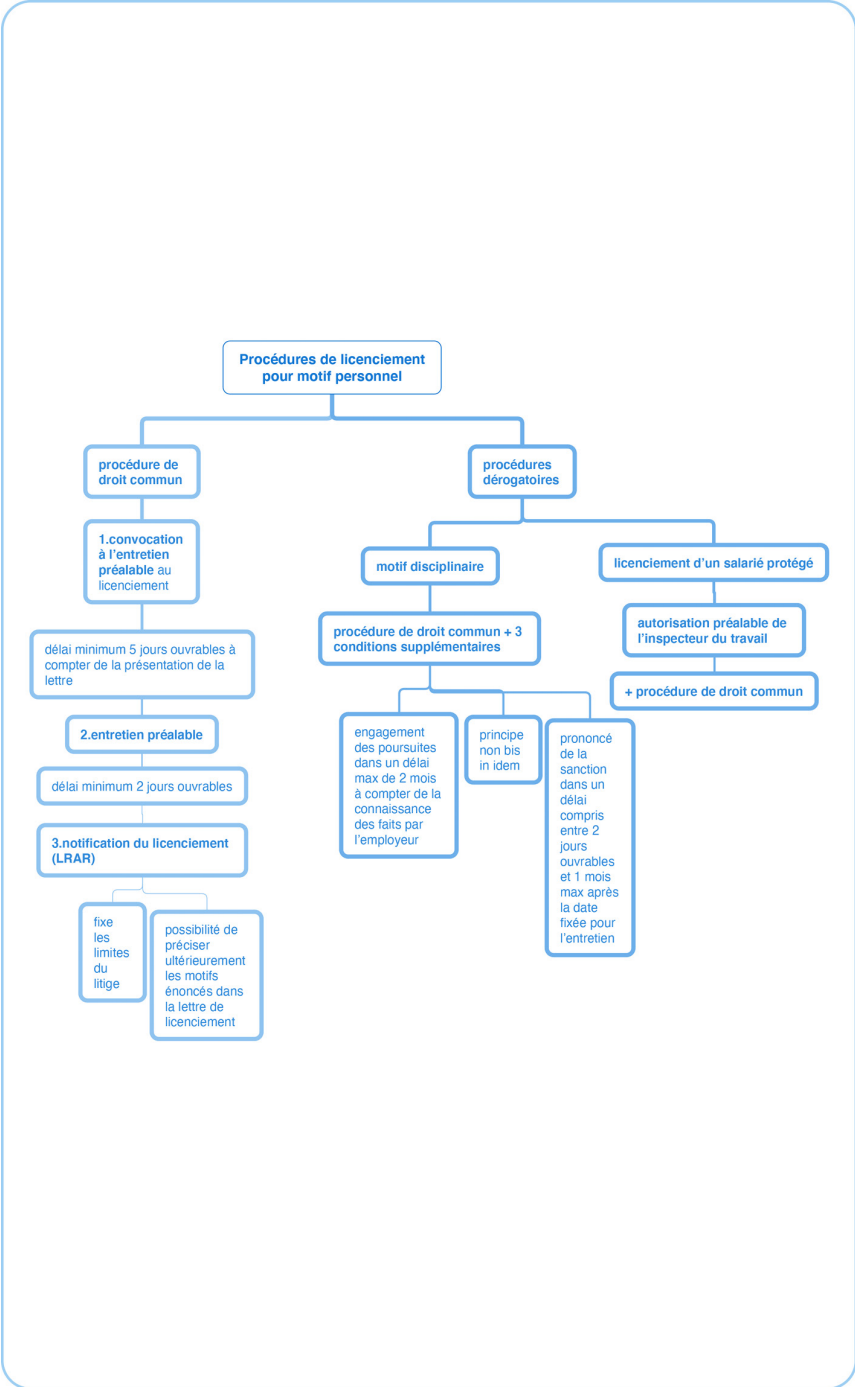 Procédures de licenciement
pour motif personnel
procédure de
droit commun
1.convocation
à l'entretien
préalable au
licenciement
délai minimum 5 jours ouvrables à
compter de la présentation de la
lettre
2.entretien préalable
délai minimum 2 jours ouvrables
3.notification du licenciement
(LRAR)
fixe
les
limites
du
litige
possibilité de
préciser
ultérieurement
les motifs
énoncés dans
la lettre de
licenciement
procédures
dérogatoires
motif disciplinaire
procédure de droit commun + 3
conditions supplémentaires
engagement
des poursuites
dans un délai
max de 2 mois
à compter de la
connaissance
des faits par
l'employeur
principe
non bis
in idem
prononcé
de la
sanction
dans un
délai
compris
entre 2
jours
ouvrables
et 1 mois
max après
la date
fixée pour
l'entretien
licenciement d'un salarié protégé
autorisation préalable de
l'inspecteur du travail
+ procédure de droit commun